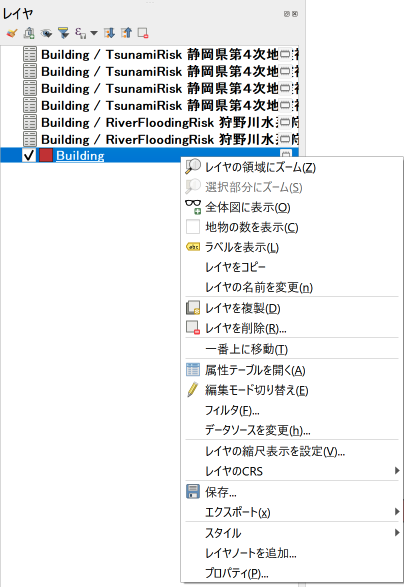 レイヤ
Building / TsunamiRisk 静岡県第４次地
Building / TsunamiRisk 静岡県第４次地
Building / TsunamiRisk 静岡県第４次地
Building / TsunamiRisk 静岡県第４次地
Building / RiverFloodingRisk 狩野川水
Building / RiverFloodingRisk 狩野川水
Building
レイヤの領域にズーム(Z)
選択部分にズーム(S)
全体図に表示(O)
地物の数を表示(C)
abc ラベルを表示(L)
レイヤをコピー
レイヤの名前を変更(n)
レイヤを複製(D)
レイヤを削除(R)...
一番上に移動(T)
属性テーブルを開く(A)
編集モード切り替え(E)
フィルタ(F)...
データソースを変更(h)...
レイヤの縮尺表示を設定(V)...
レイヤのCRS
保存...
エクスポート(x)
スタイル
レイヤノートを追加...
プロパティ(P)...